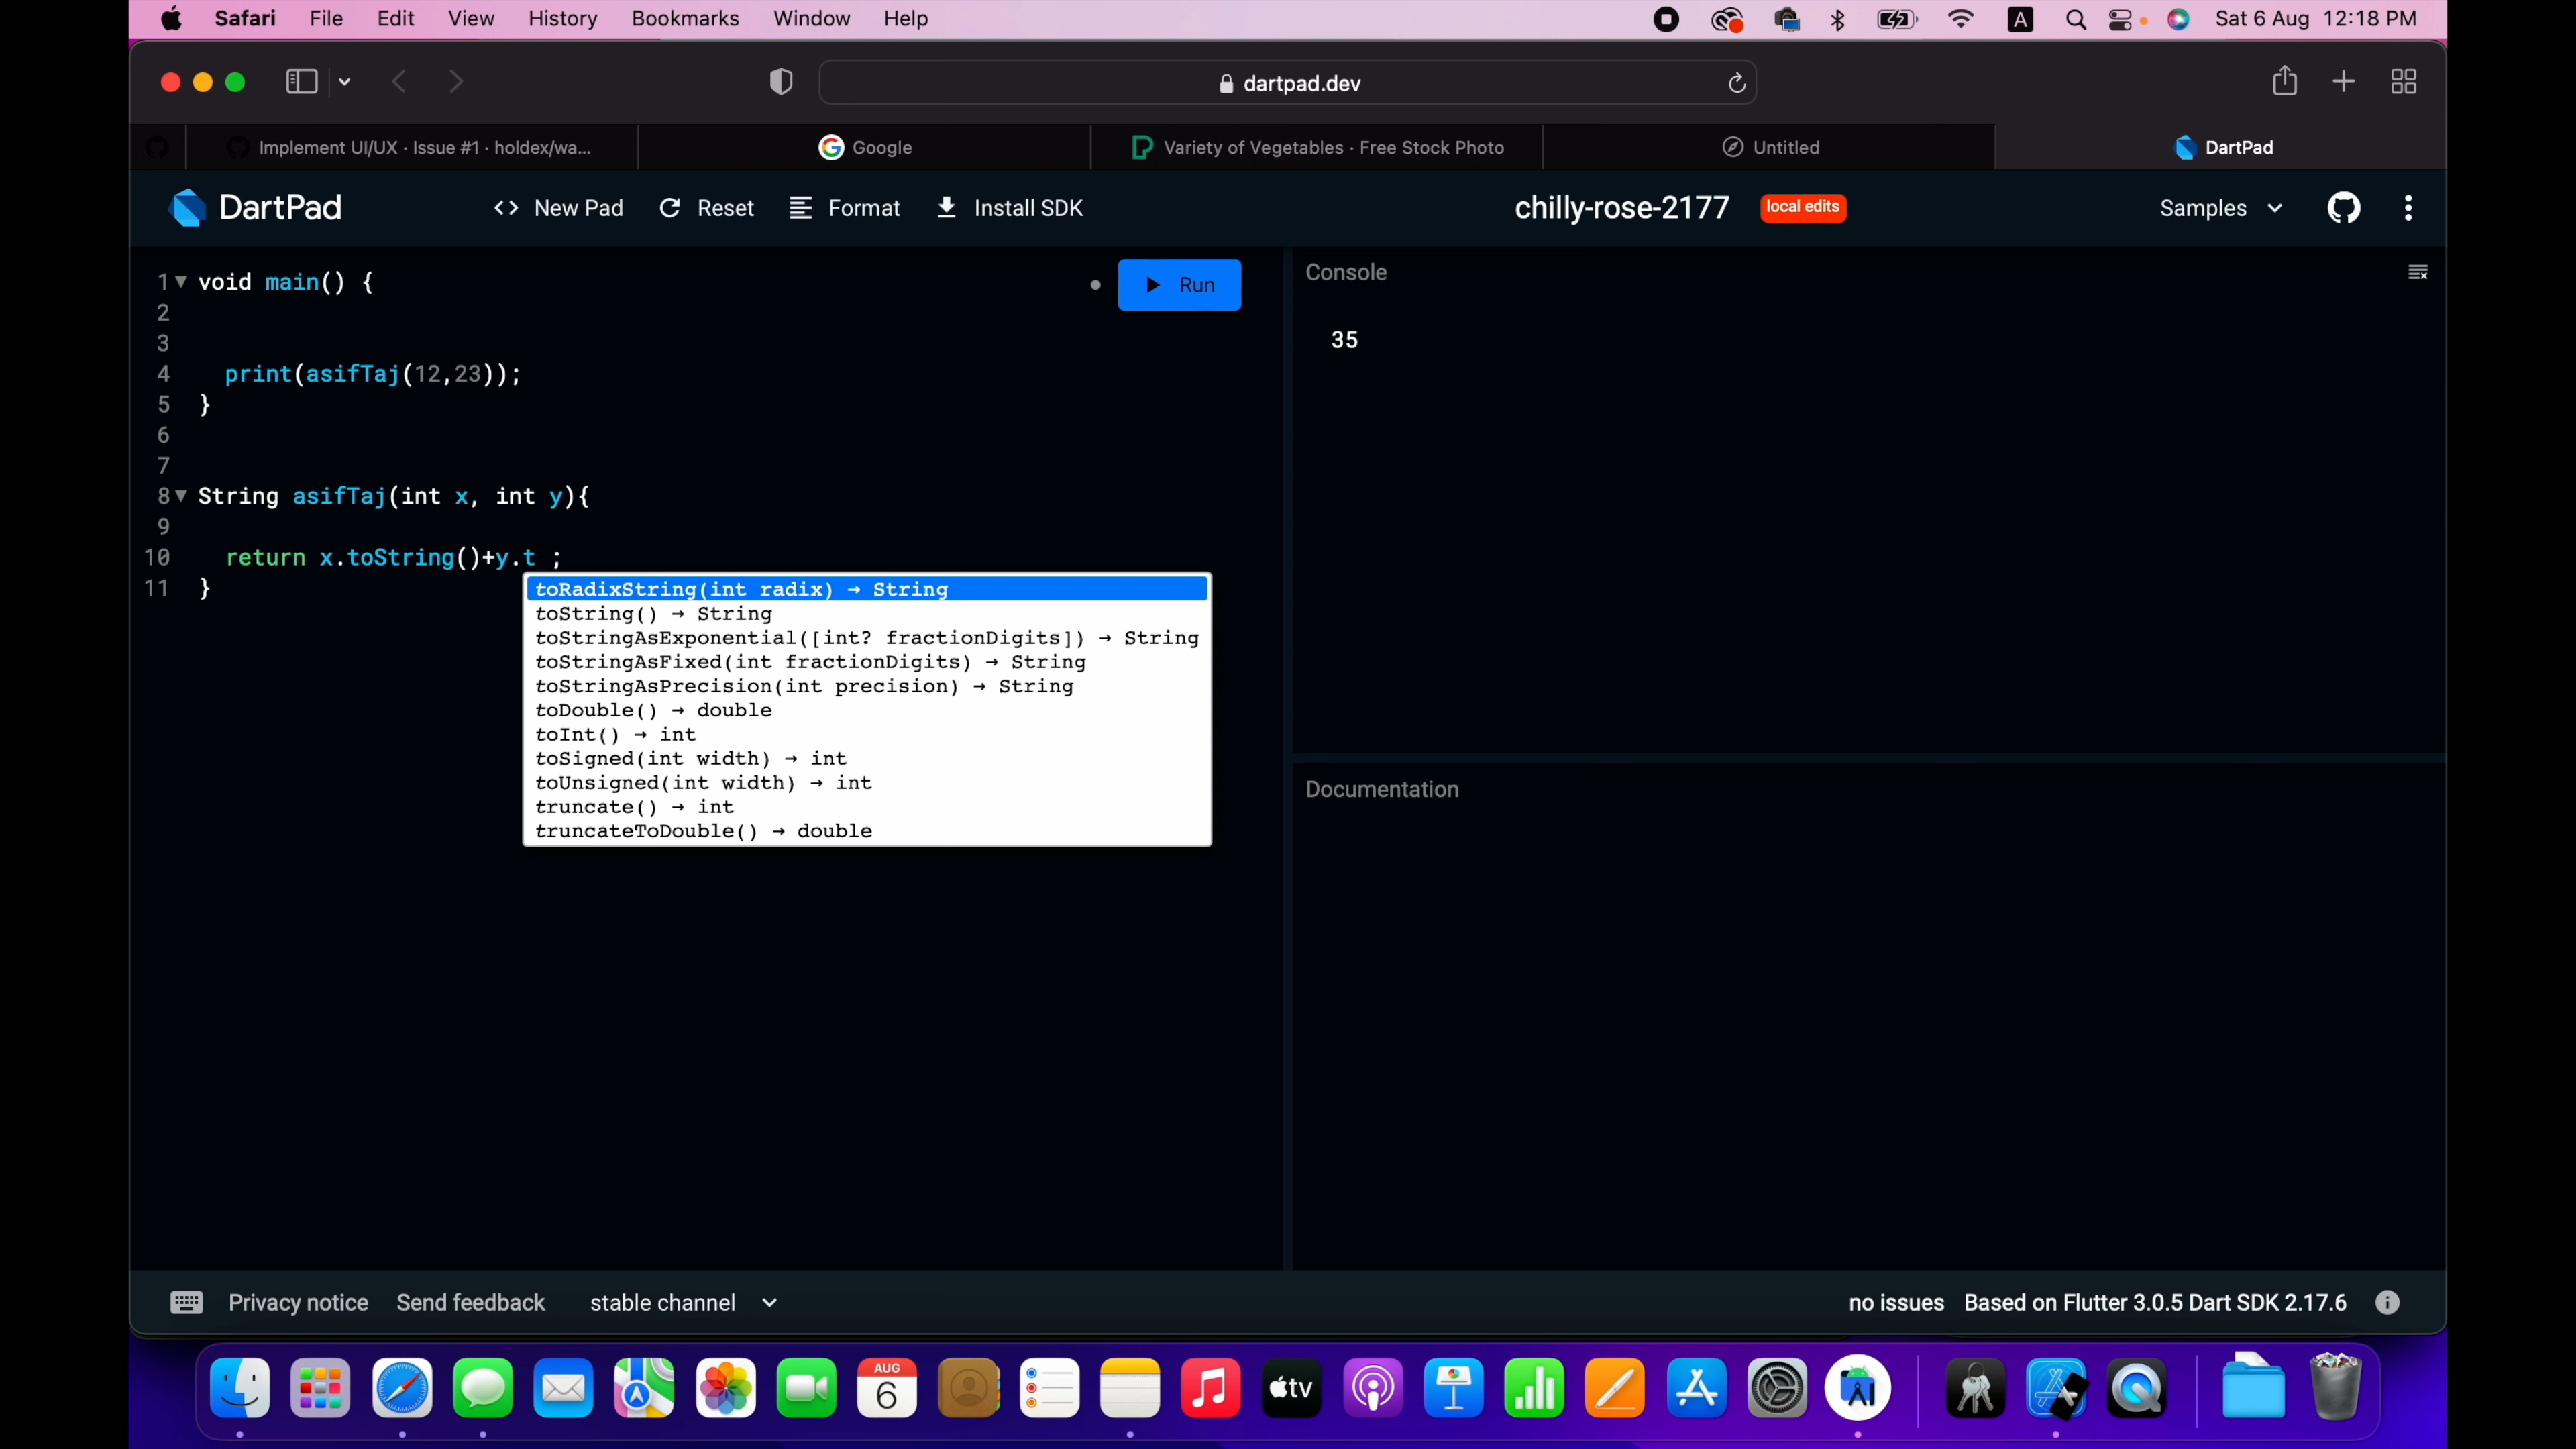 Safari File Edit View History Bookmarks Window Help A Sat 6 Aug 12:18 PM
dartpad.dev
Implement UI/UX · Issue #1 · holdex/wa... Google Variety of Vegetables · Free Stock Photo Untitled DartPad
DartPad <> New Pad Reset Format Install SDK chilly-rose-2177 local edits Samples
1 void main() {
Run
2
3
4 print(asifTaj(12,23));
5 }
6
7
8 String asifTaj(int x, int y){
9
10 return x.toString()+y.t ;
11 }
toRadixString(int radix) → String
toString() → String
toStringAsExponential([int? fractionDigits]) → String
toStringAsFixed(int fractionDigits) → String
toStringAsPrecision(int precision) → String
toDouble() → double
toInt() → int
toSigned(int width) → int
toUnsigned(int width) → int
truncate() → int
truncateToDouble() → double
Console
35
Documentation
Privacy notice Send feedback stable channel no issues Based on Flutter 3.0.5 Dart SDK 2.17.6
AUG
6
tv